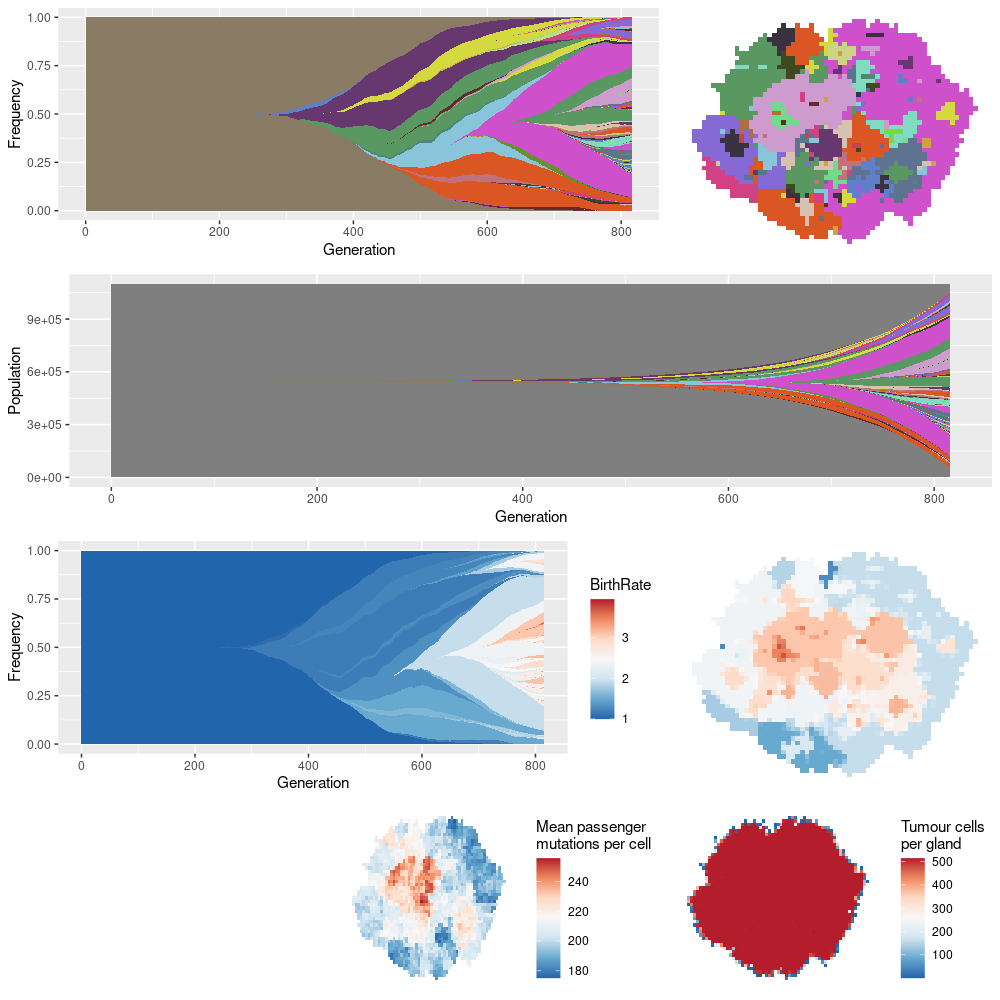 1.00
0.75
0.50
0.25
0.00
Frequency
0 200 400 600 800
Generation
9e+05
6e+05
3e+05
0e+00
Population
0 200 400 600 800
Generation
1.00
0.75
0.50
0.25
0.00
Frequency
0 200 400 600 800
Generation
BirthRate
3
2
1
Mean passenger
mutations per cell
240
220
200
180
Tumour cells
per gland
500
400
300
200
100